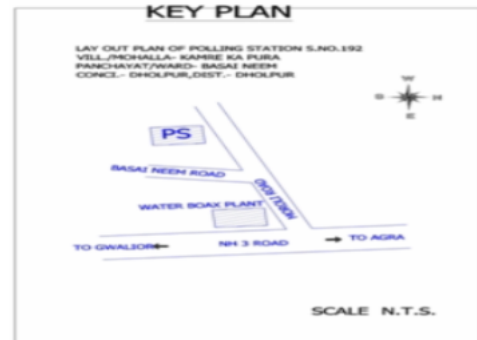 KEY PLAN
LAY OUT PLAN OF POLLING STATION S.NO.192
VILL./MOHALLA- KAMRE KA PURA
PANCHAYAT/WARD- BASAI NEEM
CONCI.- DHOLPUR,DIST.- DHOLPUR
W
S N
E
PS
BASAI NEEM ROAD
WATER BOAX PLANT
ROAD
TO GWALIOR
NH 3 ROAD
TO AGRA
SCALE N.T.S.